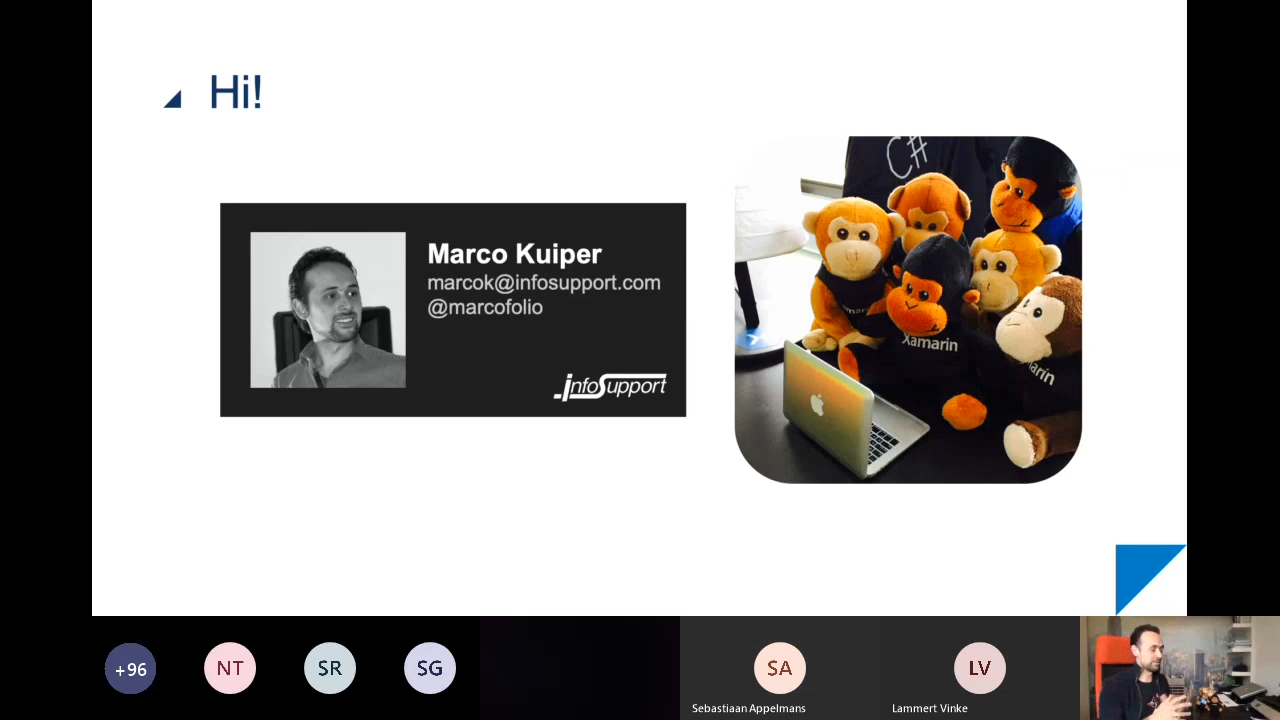 Hi!
C#
Marco Kuiper
marcok@infosupport.com
@marcofolio
infoSupport
Xamarin
+96
NT
SR
SG
SA
LV
Sebastiaan Appelmans
Lammert Vinke